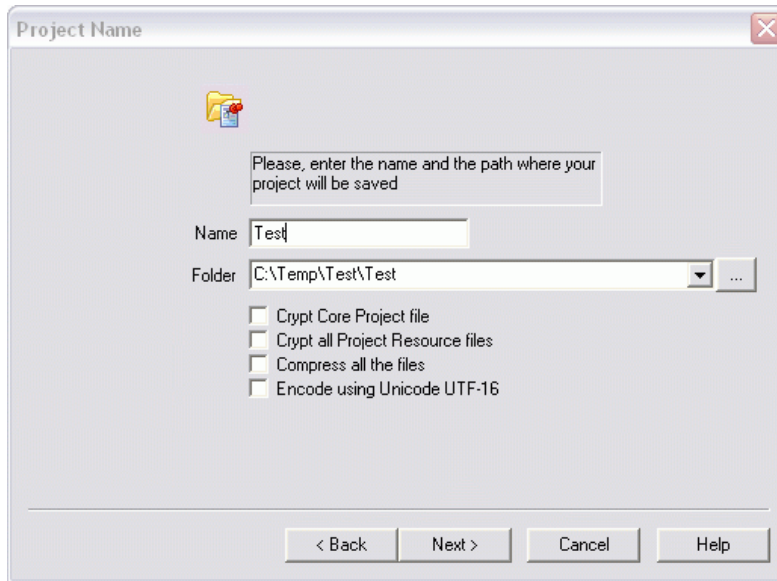 Project Name
Please, enter the name and the path where your
project will be saved
Name Test
Folder C:\Temp\Test\Test ...
Crypt Core Project file
Crypt all Project Resource files
Compress all the files
Encode using Unicode UTF-16
< Back Next > Cancel Help